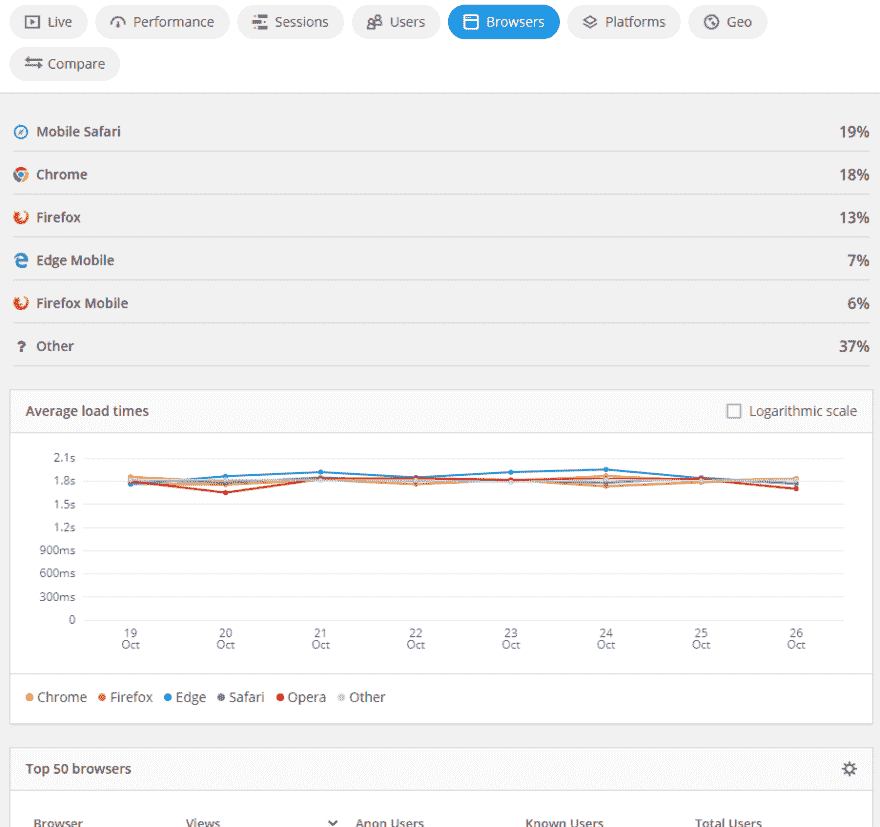 Live Performance Sessions Users Browsers Platforms Geo
Compare
Mobile Safari 19%
Chrome 18%
Firefox 13%
Edge Mobile 7%
Firefox Mobile 6%
? Other 37%
Average load times Logarithmic scale
2.1s
1.8s
1.5s
1.2s
900ms
600ms
300ms
0
19 20 21 22 23 24 25 26
Oct Oct Oct Oct Oct Oct Oct Oct
Chrome Firefox Edge Safari Opera Other
Top 50 browsers
Browser Views Anon Users Known Users Total Users